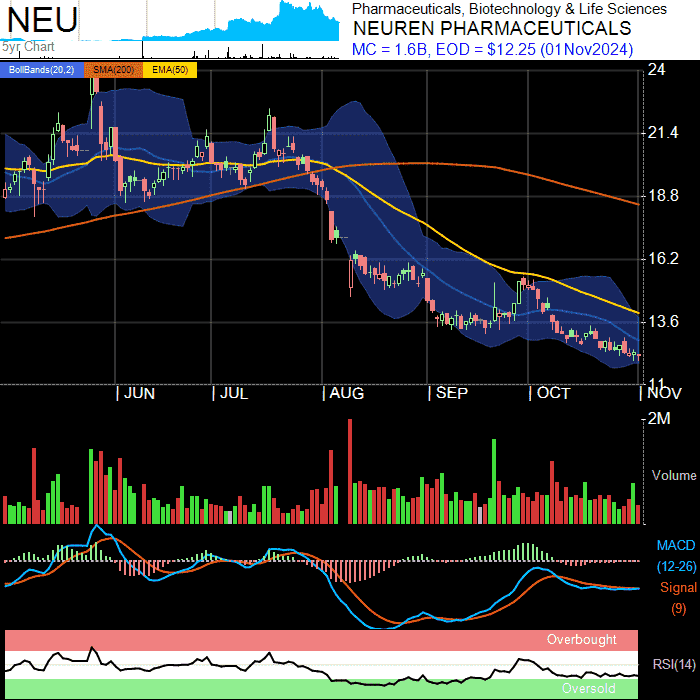 NEU
5yr Chart
Pharmaceuticals, Biotechnology & Life Sciences
NEUREN PHARMACEUTICALS
MC = 1.6B, EOD = $12.25 (01Nov2024)
BollBands(20,2) SMA(200) EMA(50)
24
21.4
18.8
16.2
13.6
11
JUN JUL AUG SEP OCT NOV
2M
Volume
MACD
(12-26)
Signal
(9)
Overbought
RSI(14)
Oversold